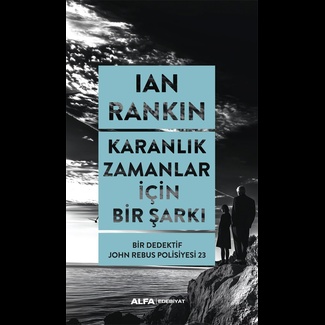 IAN
RANKIN
KARANLIK
ZAMANLAR
İÇİN
BİR ŞARKI
BİR DEDEKTİF
JOHN REBUS POLİSİYESİ 23
ALFA EDEBİYAT